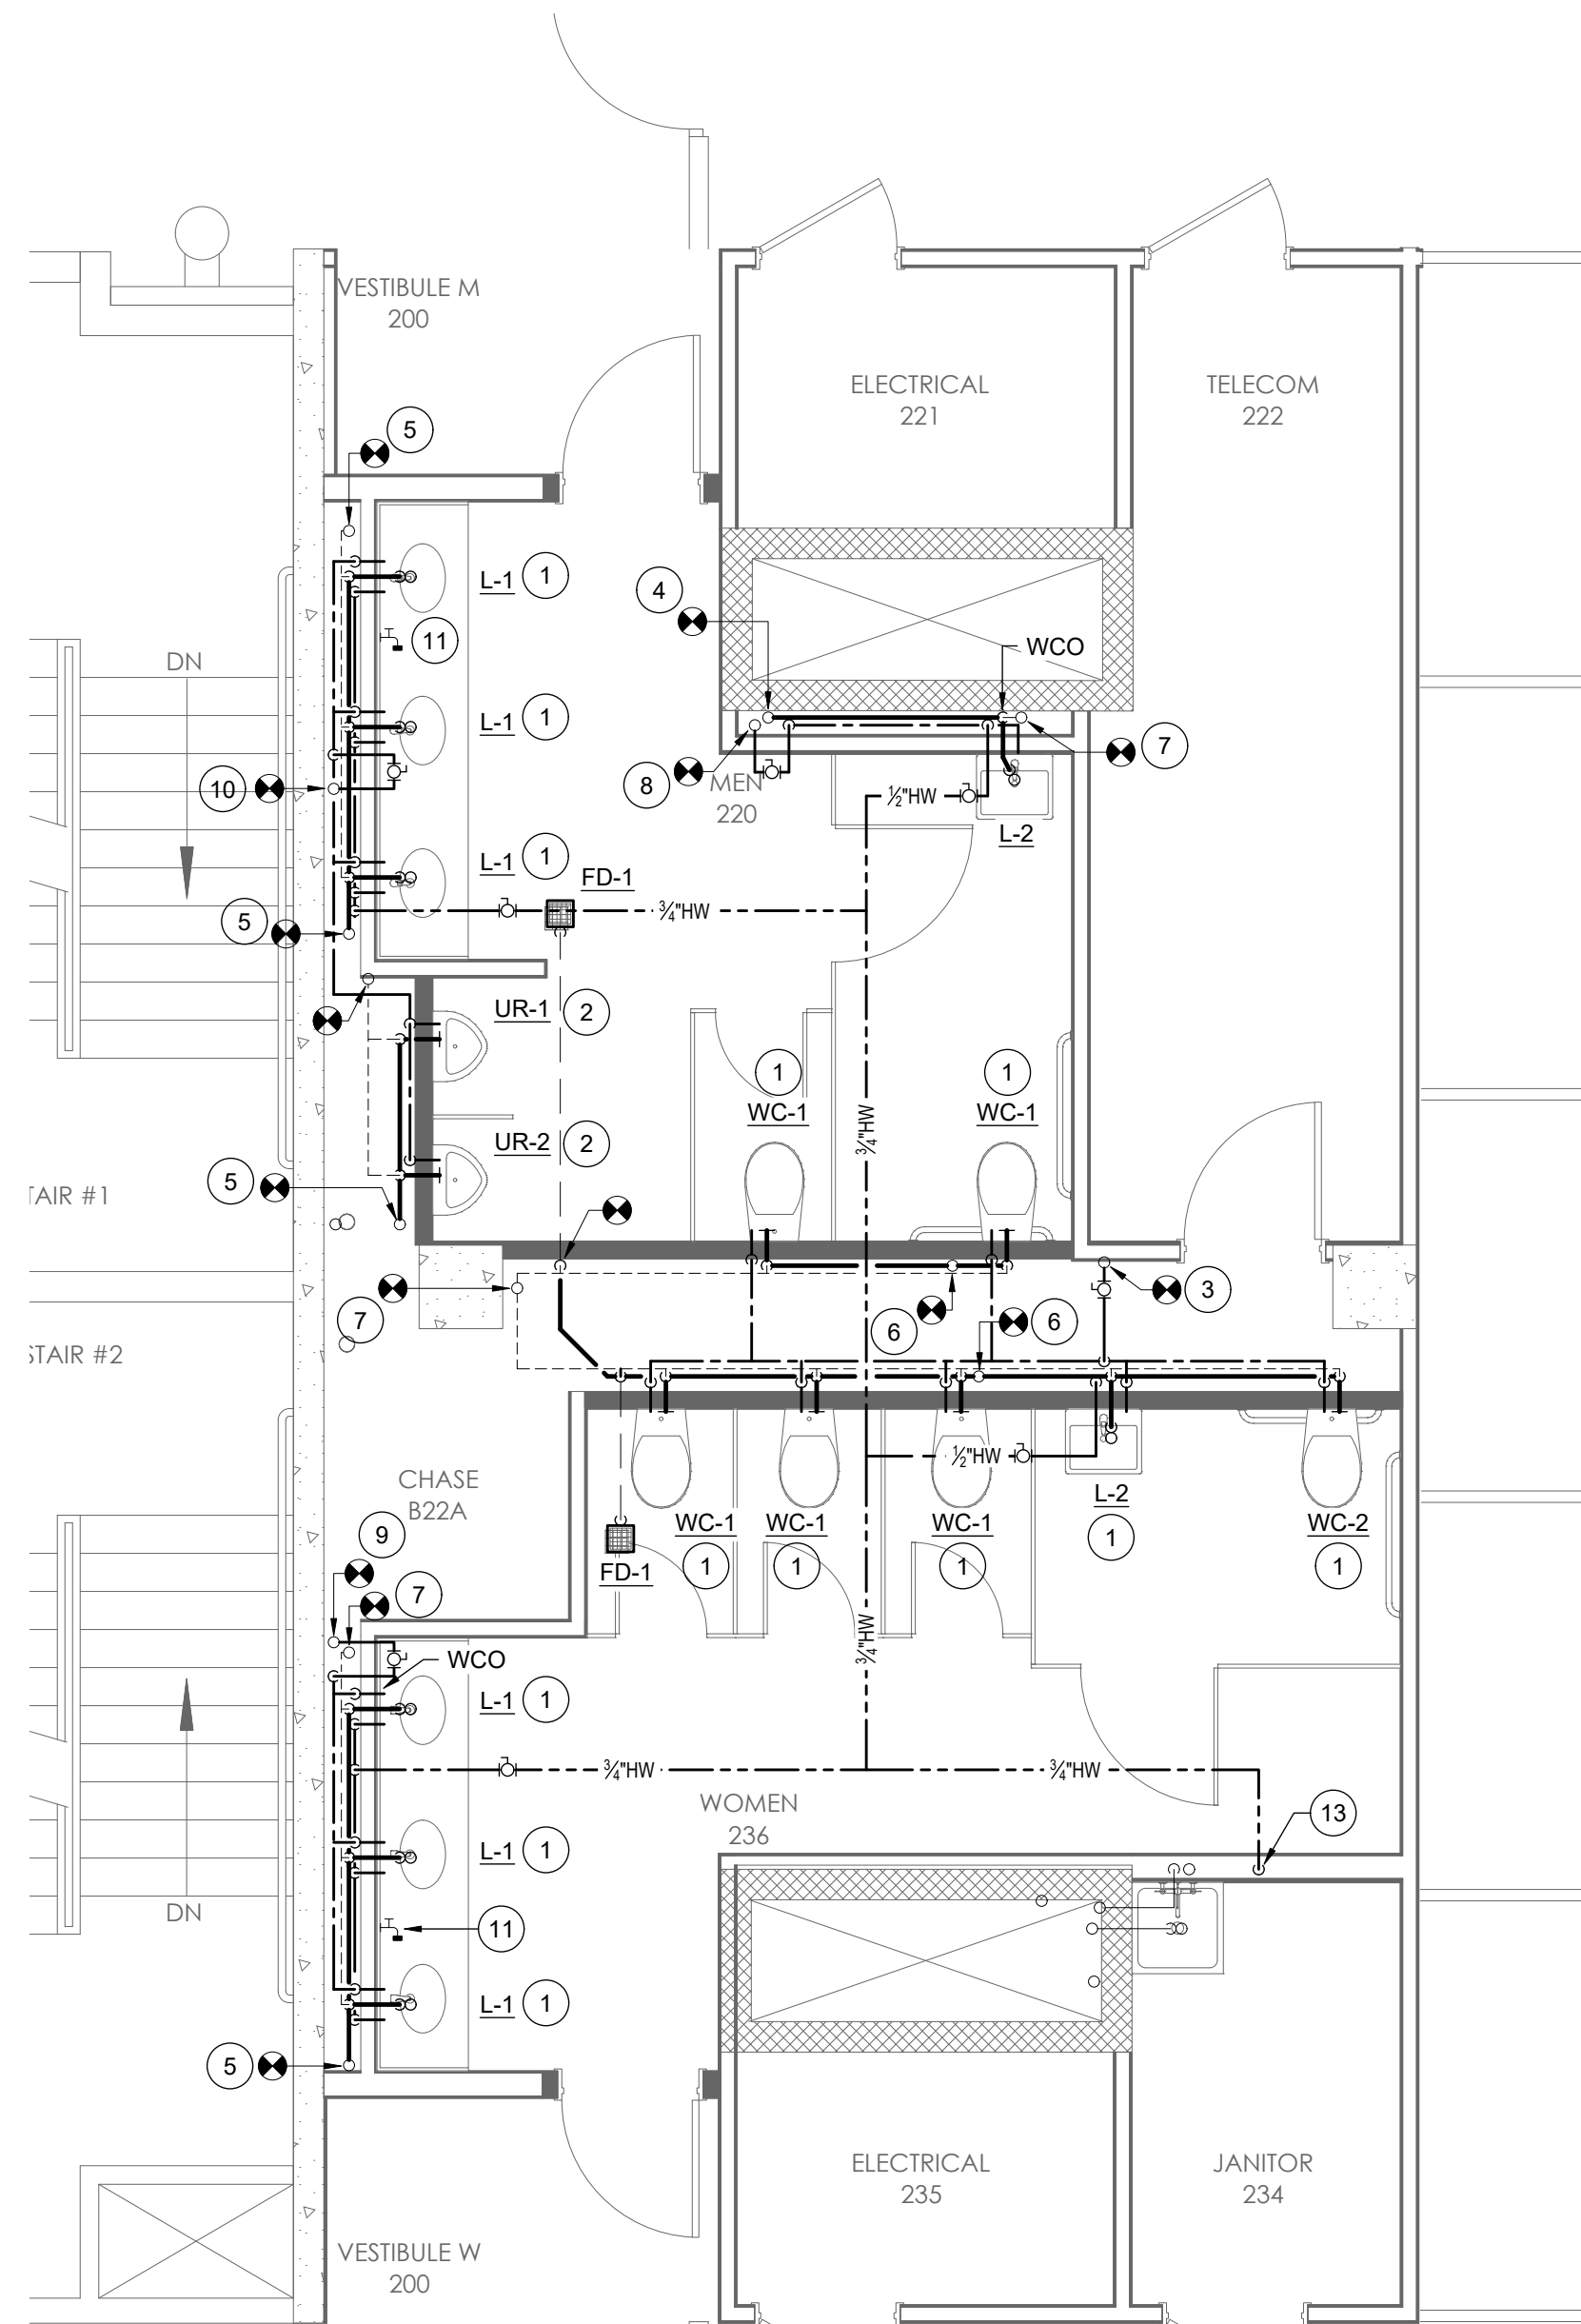 VESTIBULE M
200
ELECTRICAL
221
TELECOM
222
5
4
L-1 1
11
WCO
DN
L-1 1
7
10
8
MEN
220
½"HW
L-2
L-1 1
FD-1
¾"HW
5
UR-1 2
1
WC-1
1
WC-1
¾"HW
UR-2 2
5
TAIR #1
3
7
6
6
STAIR #2
CHASE
B22A
½"HW
L-2
1
WC-1
1
WC-1
1
WC-1
1
WC-2
1
9
FD-1
7
¾"HW
WCO
L-1 1
¾"HW
¾"HW
WOMEN
236
13
L-1 1
DN
11
L-1 1
5
ELECTRICAL
235
JANITOR
234
VESTIBULE W
200